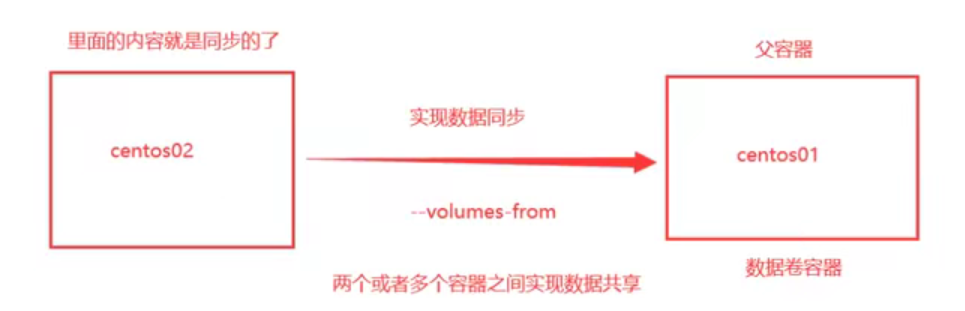 里面的内容就是同步的了
父容器
实现数据同步
centos02
centos01
--volumes-from
数据卷容器
两个或者多个容器之间实现数据共享